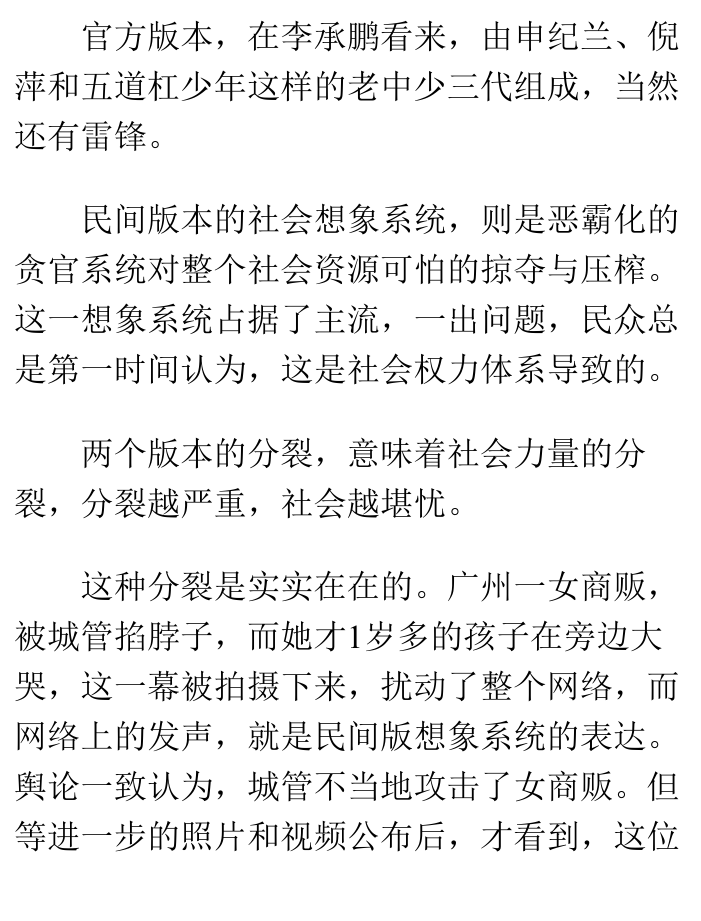 官方版本，在李承鹏看来，由申纪兰、倪
萍和五道杠少年这样的老中少三代组成，当然
还有雷锋。
民间版本的社会想象系统，则是恶霸化的
贪官系统对整个社会资源可怕的掠夺与压榨。
这一想象系统占据了主流，一出问题，民众总
是第一时间认为，这是社会权力体系导致的。
两个版本的分裂，意味着社会力量的分
裂，分裂越严重，社会越堪忧。
这种分裂是实实在在的。广州一女商贩，
被城管掐脖子，而她才1岁多的孩子在旁边大
哭，这一幕被拍摄下来，扰动了整个网络，而
网络上的发声，就是民间版想象系统的表达。
舆论一致认为，城管不当地攻击了女商贩。但
等进一步的照片和视频公布后，才看到，这位